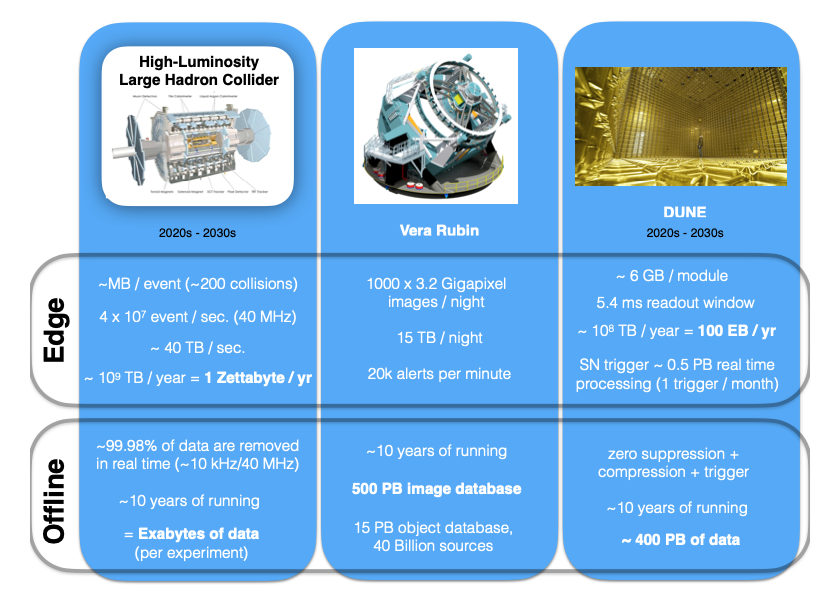 High-Luminosity
Large Hadron Collider
2020s - 2030s
Vera Rubin
DUNE
2020s - 2030s
Edge
~MB / event (~200 collisions)
4 x 10⁷ event / sec. (40 MHz)
~ 40 TB / sec.
~ 10⁹ TB / year = 1 Zettabyte / yr
1000 x 3.2 Gigapixel
images / night
15 TB / night
20k alerts per minute
~ 6 GB / module
5.4 ms readout window
~ 10⁸ TB / year = 100 EB / yr
SN trigger ~ 0.5 PB real time
processing (1 trigger / month)
Offline
~99.98% of data are removed
in real time (~10 kHz/40 MHz)
~10 years of running
= Exabytes of data
(per experiment)
~10 years of running
500 PB image database
15 PB object database,
40 Billion sources
zero suppression +
compression + trigger
~10 years of running
~ 400 PB of data